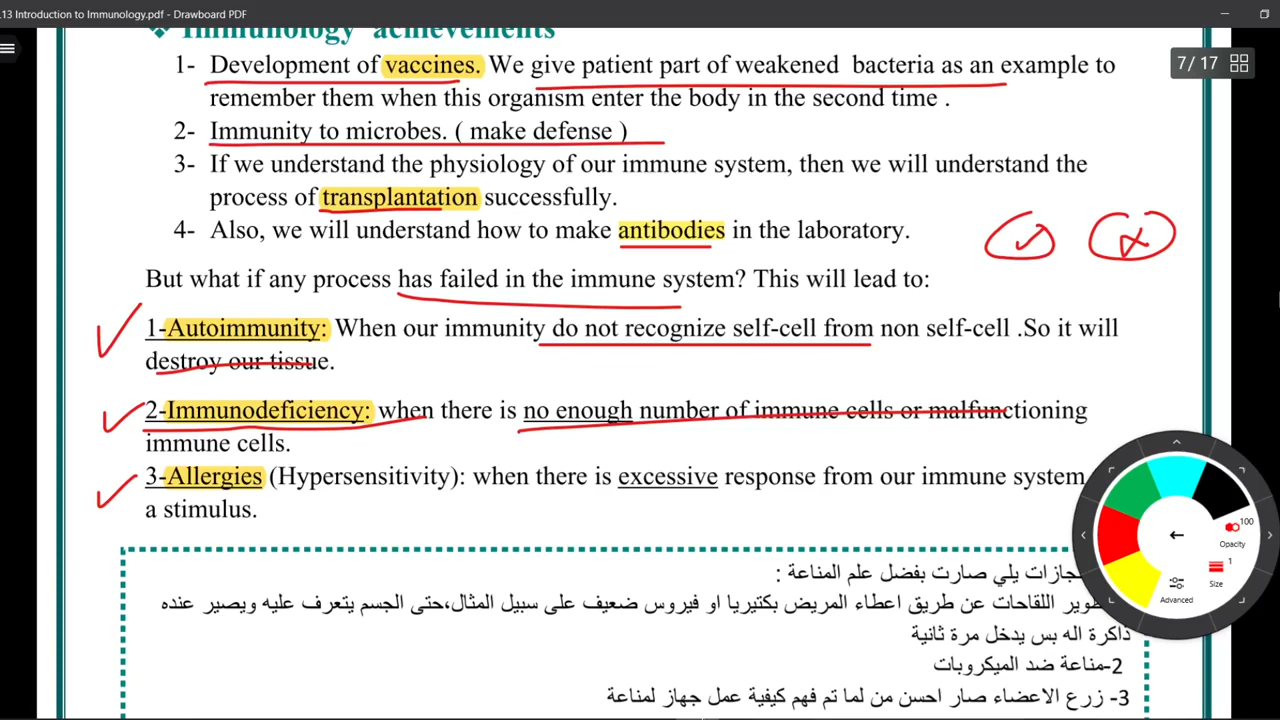 .13 Introduction to Immunology.pdf - Drawboard PDF
Immunology achievements
7/ 17
1- Development of vaccines. We give patient part of weakened bacteria as an example to
remember them when this organism enter the body in the second time .
2- Immunity to microbes. ( make defense )
3- If we understand the physiology of our immune system, then we will understand the
process of transplantation successfully.
4- Also, we will understand how to make antibodies in the laboratory.
But what if any process has failed in the immune system? This will lead to:
1-Autoimmunity: When our immunity do not recognize self-cell from non self-cell .So it will
destroy our tissue.
2-Immunodeficiency: when there is no enough number of immune cells or malfunctioning
immune cells.
3-Allergies (Hypersensitivity): when there is excessive response from our immune system
a stimulus.
100
Opacity
1
Size
Advanced
يلي صارت بفضل علم المناعة :
اللقاحات عن طريق اعطاء المريض بكتيريا او فيروس ضعيف على سبيل المثال،حتى الجسم يتعرف عليه ويصير عنده
ذاكرة اله بس يدخل مرة ثانية
2-مناعة ضد الميكروبات
3- زرع الاعضاء صار احسن من لما تم فهم كيفية عمل جهاز لمناعة